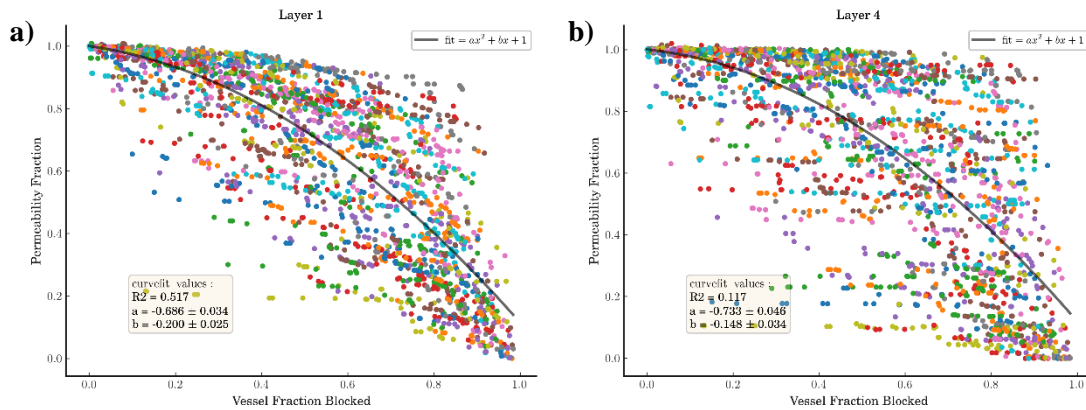 a)
Layer 1
fit = ax² + bx + 1
Permability Fraction
1.0
0.8
0.6
0.4
0.2
0.0
curvefit values :
R2 = 0.517
a = -0.686 ± 0.034
b = -0.200 ± 0.025
0.0 0.2 0.4 0.6 0.8 1.0
Vessel Fraction Blocked
b)
Layer 4
fit = ax² + bx + 1
Permability Fraction
1.0
0.8
0.6
0.4
0.2
0.0
curvefit values :
R2 = 0.117
a = -0.733 ± 0.046
b = -0.148 ± 0.034
0.0 0.2 0.4 0.6 0.8 1.0
Vessel Fraction Blocked